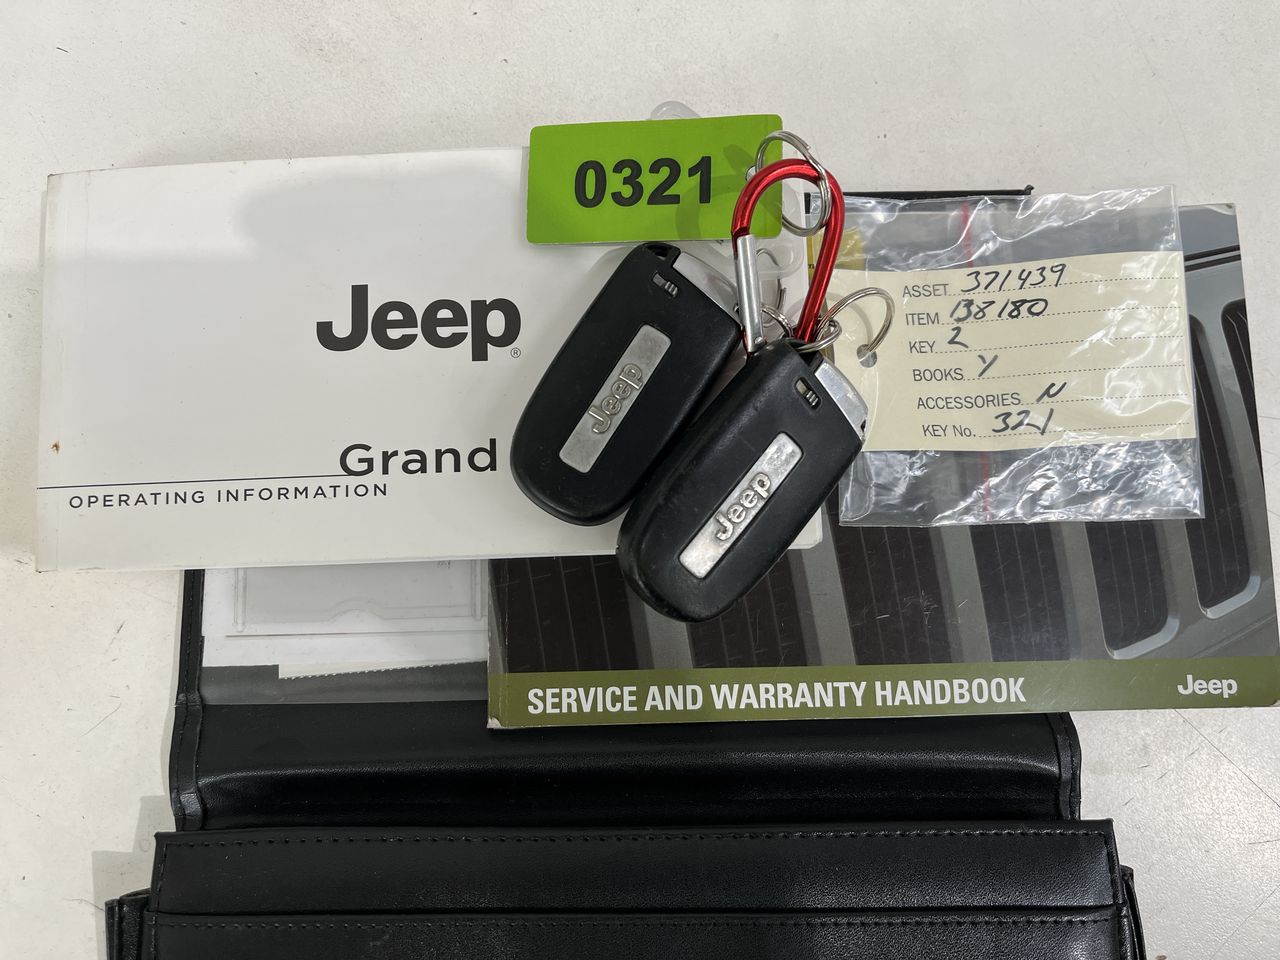 0321
Jeep®
Grand
OPERATING INFORMATION
Jeep
Jeep
ASSET 371439
ITEM 138180
KEY 2
BOOKS Y
ACCESSORIES N
KEY No. 321
SERVICE AND WARRANTY HANDBOOK
Jeep